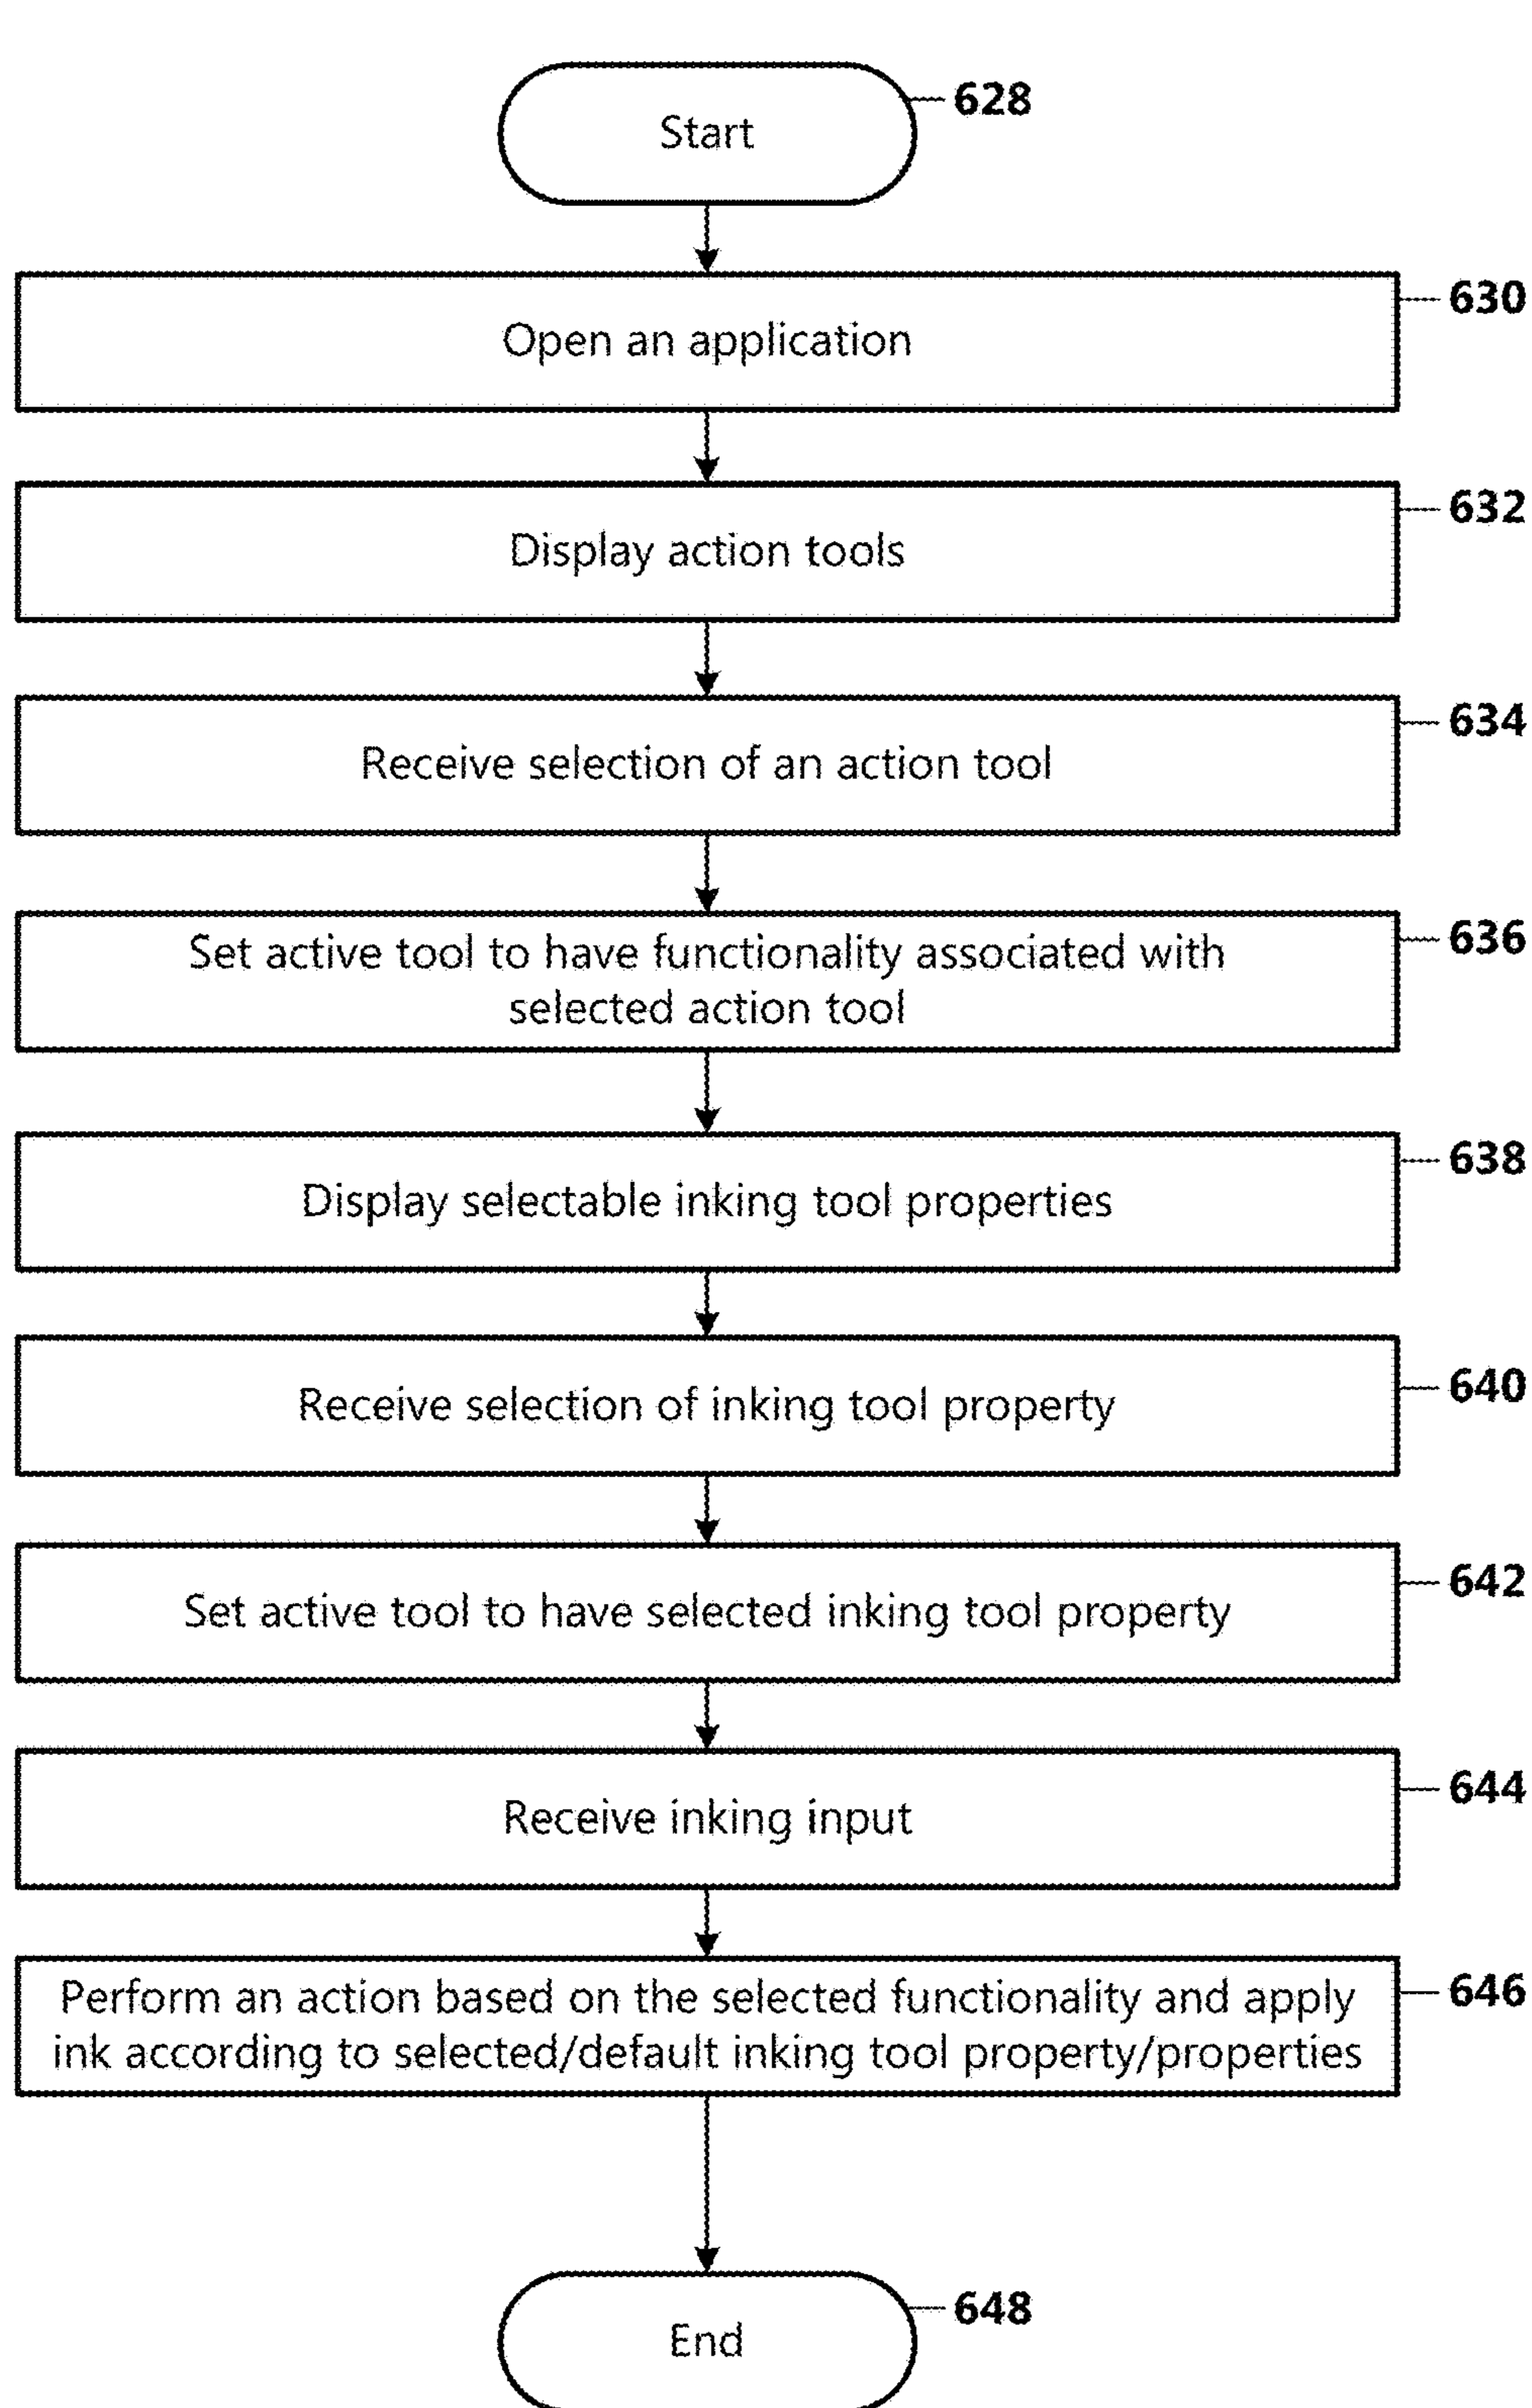 Start
628
Open an application
630
Display action tools
632
Receive selection of an action tool
634
Set active tool to have functionality associated with
selected action tool
636
Display selectable inking tool properties
638
Receive selection of inking tool property
640
Set active tool to have selected inking tool property
642
Receive inking input
644
Perform an action based on the selected functionality and apply
ink according to selected/default inking tool property/properties
646
End
648